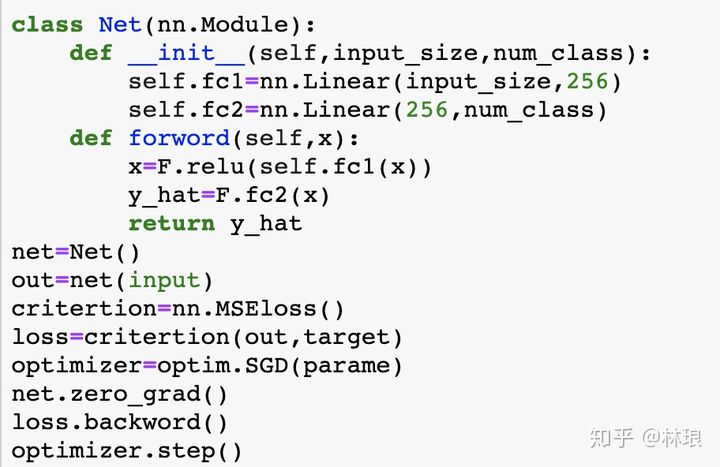 class Net(nn.Module):
    def __init__(self,input_size,num_class):
        self.fc1=nn.Linear(input_size,256)
        self.fc2=nn.Linear(256,num_class)
    def forword(self,x):
        x=F.relu(self.fc1(x))
        y_hat=F.fc2(x)
        return y_hat
net=Net()
out=net(input)
critertion=nn.MSEloss()
loss=critertion(out,target)
optimizer=optim.SGD(parame)
net.zero_grad()
loss.backword()
optimizer.step()
知乎 @林琅